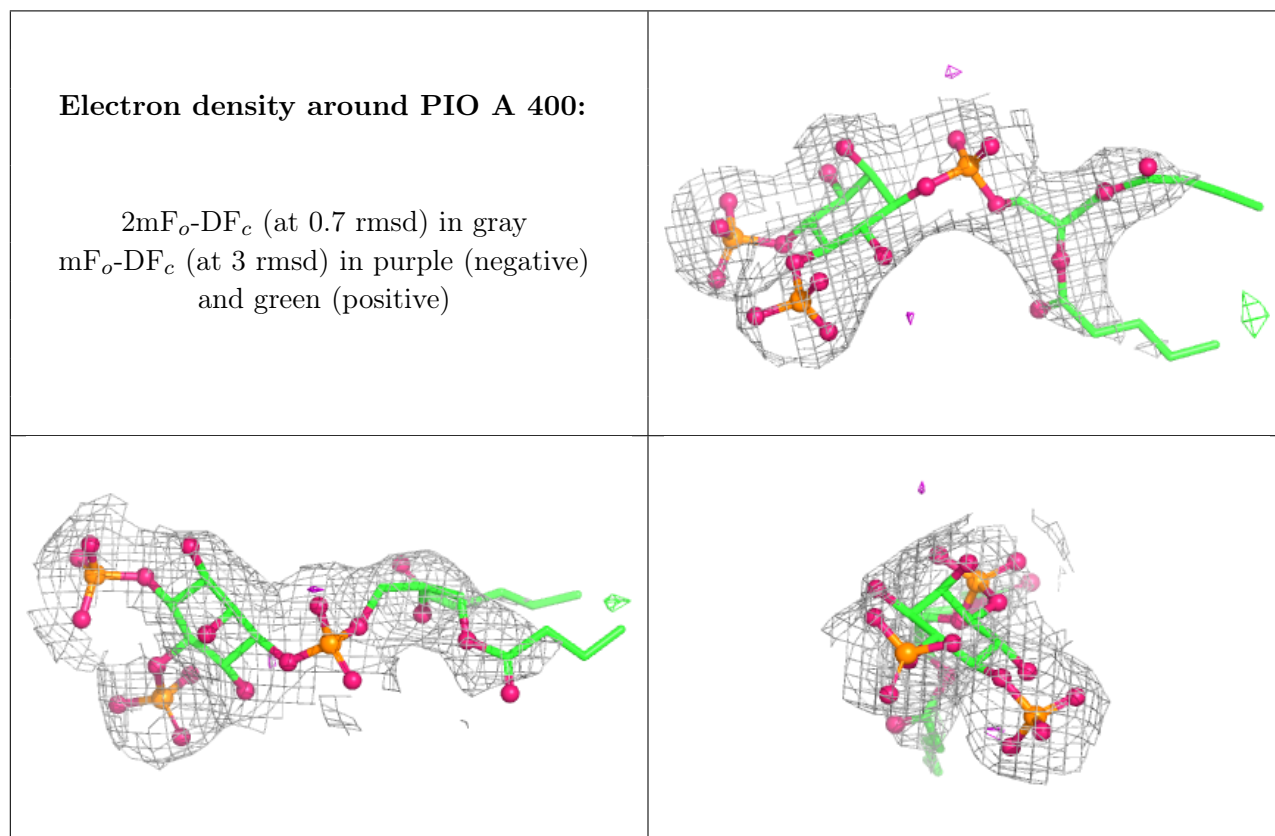 Electron density around PIO A 400:
2mFo-DFc (at 0.7 rmsd) in gray
mFo-DFc (at 3 rmsd) in purple (negative)
and green (positive)